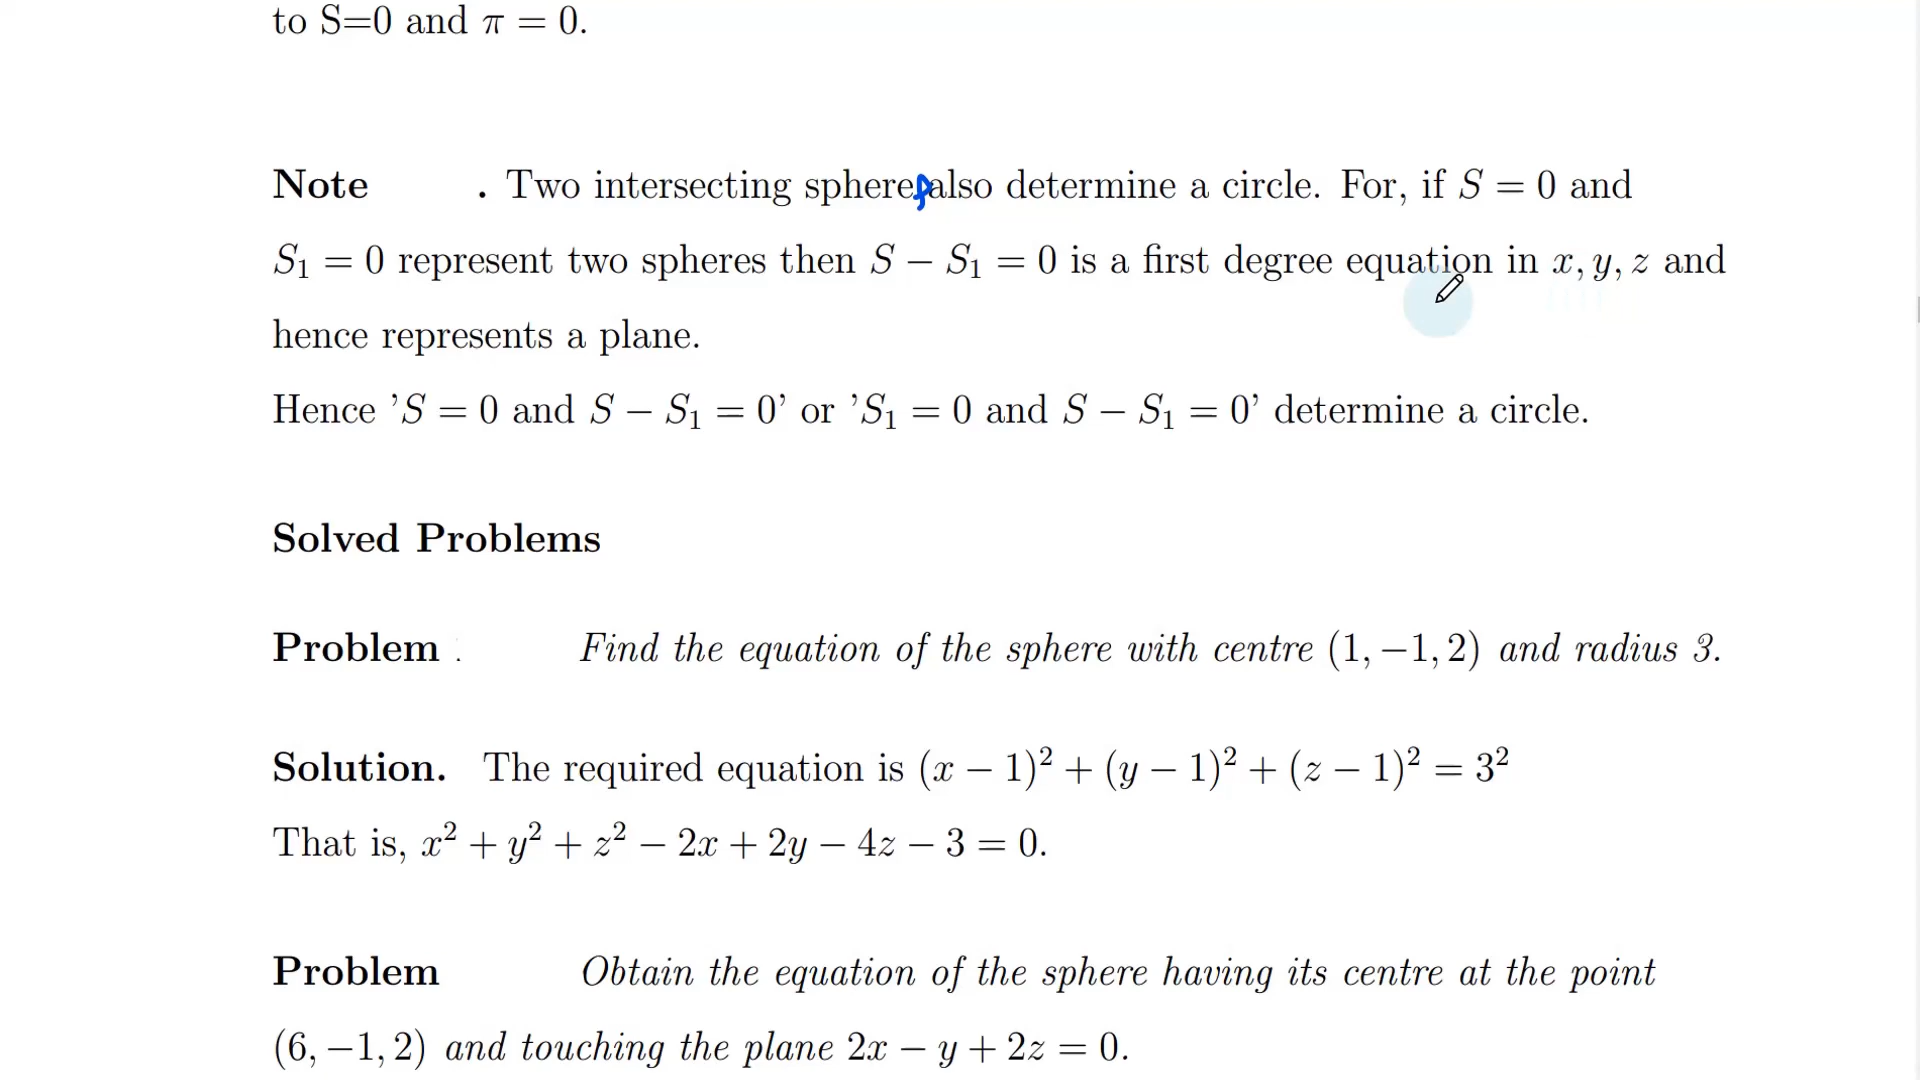 to S=0 and π = 0.
Note . Two intersecting spheres also determine a circle. For, if S = 0 and
S₁ = 0 represent two spheres then S − S₁ = 0 is a first degree equation in x, y, z and
hence represents a plane.
Hence ’S = 0 and S − S₁ = 0’ or ’S₁ = 0 and S − S₁ = 0’ determine a circle.
Solved Problems
Problem . Find the equation of the sphere with centre (1, −1, 2) and radius 3.
Solution. The required equation is (x − 1)² + (y − 1)² + (z − 1)² = 3²
That is, x² + y² + z² − 2x + 2y − 4z − 3 = 0.
Problem Obtain the equation of the sphere having its centre at the point
(6, −1, 2) and touching the plane 2x − y + 2z = 0.